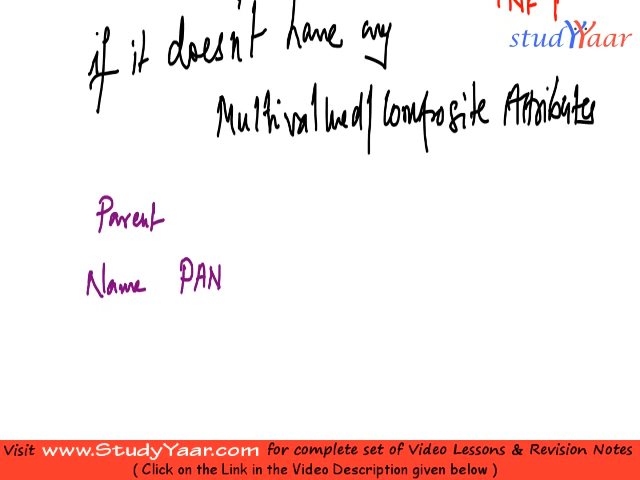 1NF
studYYaar
if it doesn't have any
Multivalued/Composite Attributes
Parent
Name PAN
Visit www.StudyYaar.com for complete set of Video Lessons & Revision Notes
( Click on the Link in the Video Description given below )